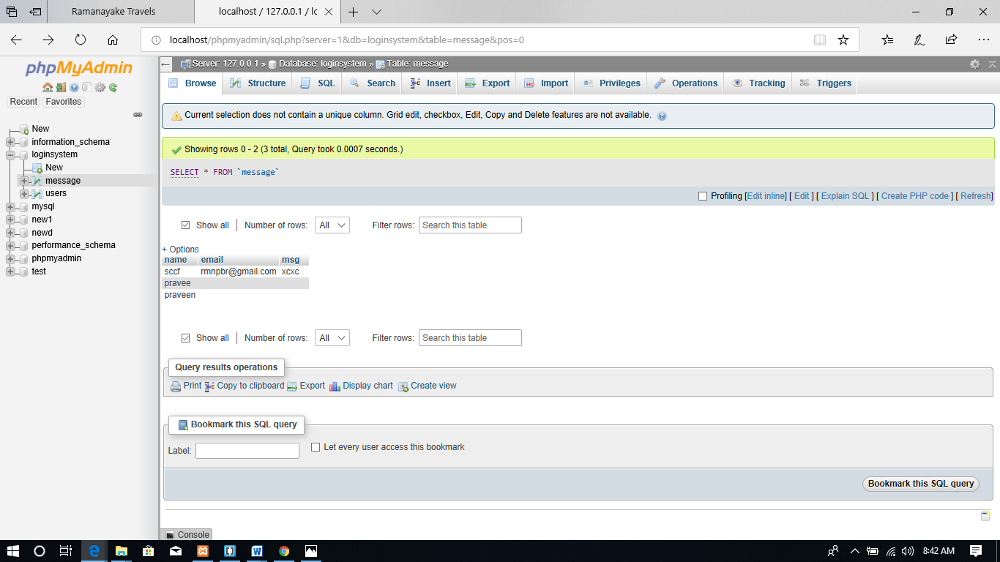 Ramanayake Travels
localhost / 127.0.0.1 / lc
localhost/phpmyadmin/sql.php?server=1&db=loginsystem&table=message&pos=0
phpMyAdmin
Recent Favorites
New
information_schema
loginsystem
New
message
users
mysql
new1
newd
performance_schema
phpmyadmin
test
Server: 127.0.0.1 » Database: loginsystem » Table: message
Browse Structure SQL Search Insert Export Import Privileges Operations Tracking Triggers
Current selection does not contain a unique column. Grid edit, checkbox, Edit, Copy and Delete features are not available.
Showing rows 0 - 2 (3 total, Query took 0.0007 seconds.)
SELECT * FROM `message`
Profiling [Edit inline] [ Edit ] [ Explain SQL ] [ Create PHP code ] [ Refresh]
Show all | Number of rows: All Filter rows: Search this table
+ Options
name email msg
sccf rmnpbr@gmail.com xcxc
pravee
praveen
Show all | Number of rows: All Filter rows: Search this table
Query results operations
Print Copy to clipboard Export Display chart Create view
Bookmark this SQL query
Label: Let every user access this bookmark
Bookmark this SQL query
Console
8:42 AM